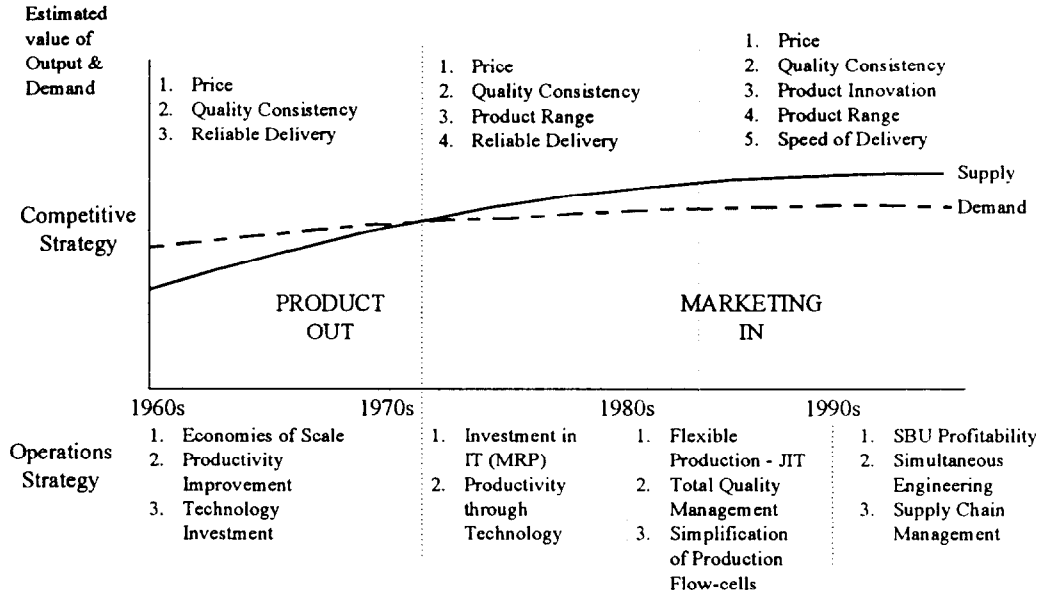 Estimated
value of
Output &
Demand
1. Price
2. Quality Consistency
3. Reliable Delivery
1. Price
2. Quality Consistency
3. Product Range
4. Reliable Delivery
1. Price
2. Quality Consistency
3. Product Innovation
4. Product Range
5. Speed of Delivery
Supply
Demand
Competitive
Strategy
PRODUCT
OUT
MARKETING
IN
1960s 1970s 1980s 1990s
Operations
Strategy
1. Economies of Scale
2. Productivity
Improvement
3. Technology
Investment
1. Investment in
IT (MRP)
2. Productivity
through
Technology
1. Flexible
Production - JIT
2. Total Quality
Management
3. Simplification
of Production
Flow-cells
1. SBU Profitability
2. Simultaneous
Engineering
3. Supply Chain
Management